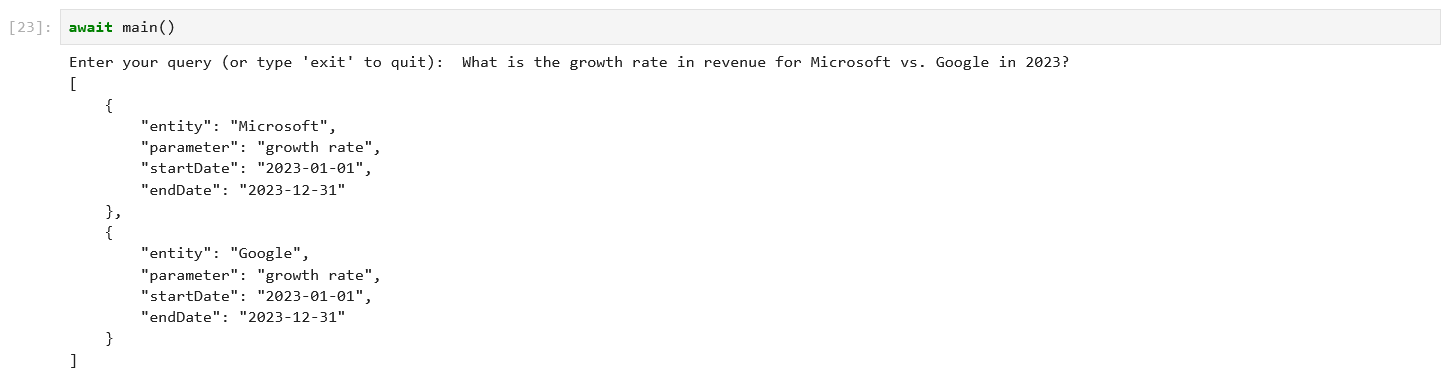 [23]: await main()
Enter your query (or type 'exit' to quit):  What is the growth rate in revenue for Microsoft vs. Google in 2023?
[
    {
        "entity": "Microsoft",
        "parameter": "growth rate",
        "startDate": "2023-01-01",
        "endDate": "2023-12-31"
    },
    {
        "entity": "Google",
        "parameter": "growth rate",
        "startDate": "2023-01-01",
        "endDate": "2023-12-31"
    }
]